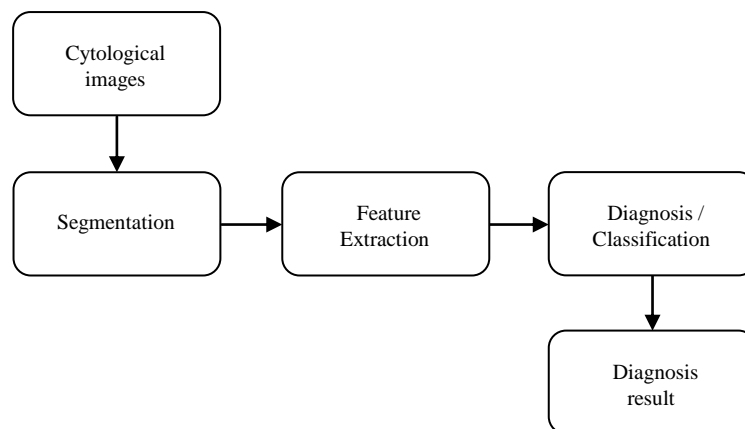 Cytological
images
Segmentation
Feature
Extraction
Diagnosis /
Classification
Diagnosis
result